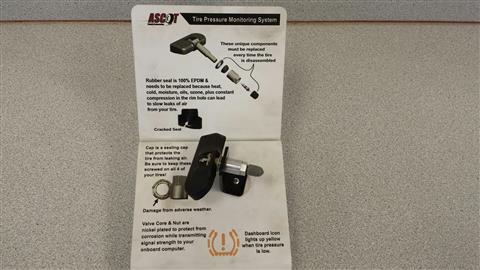 ASCOT Tire Pressure Monitoring System
These unique components
must be replaced
every time the tire
is disassembled
Rubber seal is 100% EPDM &
needs to be replaced because heat,
cold, moisture, oils, ozone, plus constant
compression in the rim hole can lead
to slow leaks of air
from your tire.
Cracked Seal
Cap is a sealing cap
that protects the
tire from leaking air.
Be sure to keep these
screwed on all 4 of
your tires!
Damage from adverse weather.
Valve Core & Nut are
nickel plated to protect from
corrosion while transmitting
signal strength to your
onboard computer.
Dashboard icon
lights up yellow
when tire pressure
is low.